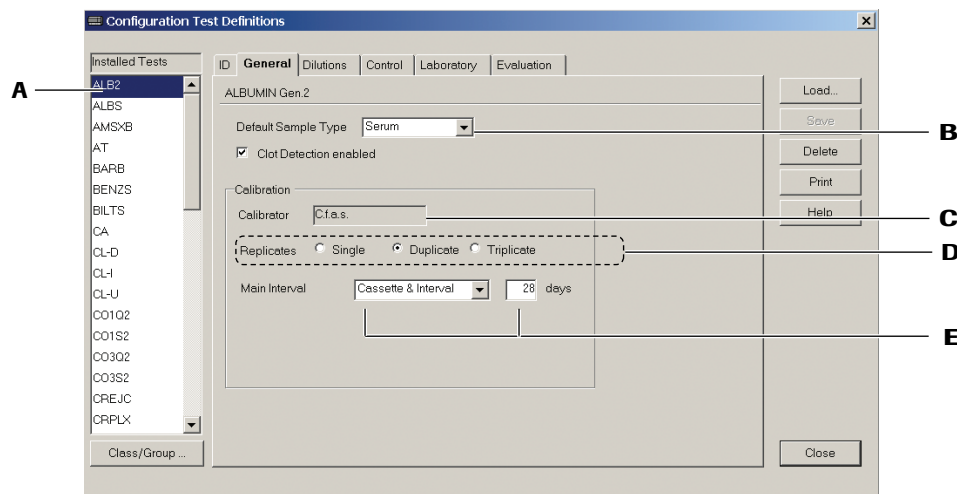 Configuration Test Definitions
Installed Tests
ALB2
ALBS
AMSXB
AT
BARB
BENZS
BILTS
CA
CL-D
CL-I
CL-U
CO1Q2
CO1S2
CO3Q2
CO3S2
CREJC
CRPLX
Class/Group ...
ID General Dilutions Control Laboratory Evaluation
ALBUMIN Gen.2
Default Sample Type Serum
Clot Detection enabled
Calibration
Calibrator C.f.a.s.
Replicates Single Duplicate Triplicate
Main Interval Cassette & Interval 28 days
Load...
Save
Delete
Print
Help
Close
A
B
C
D
E